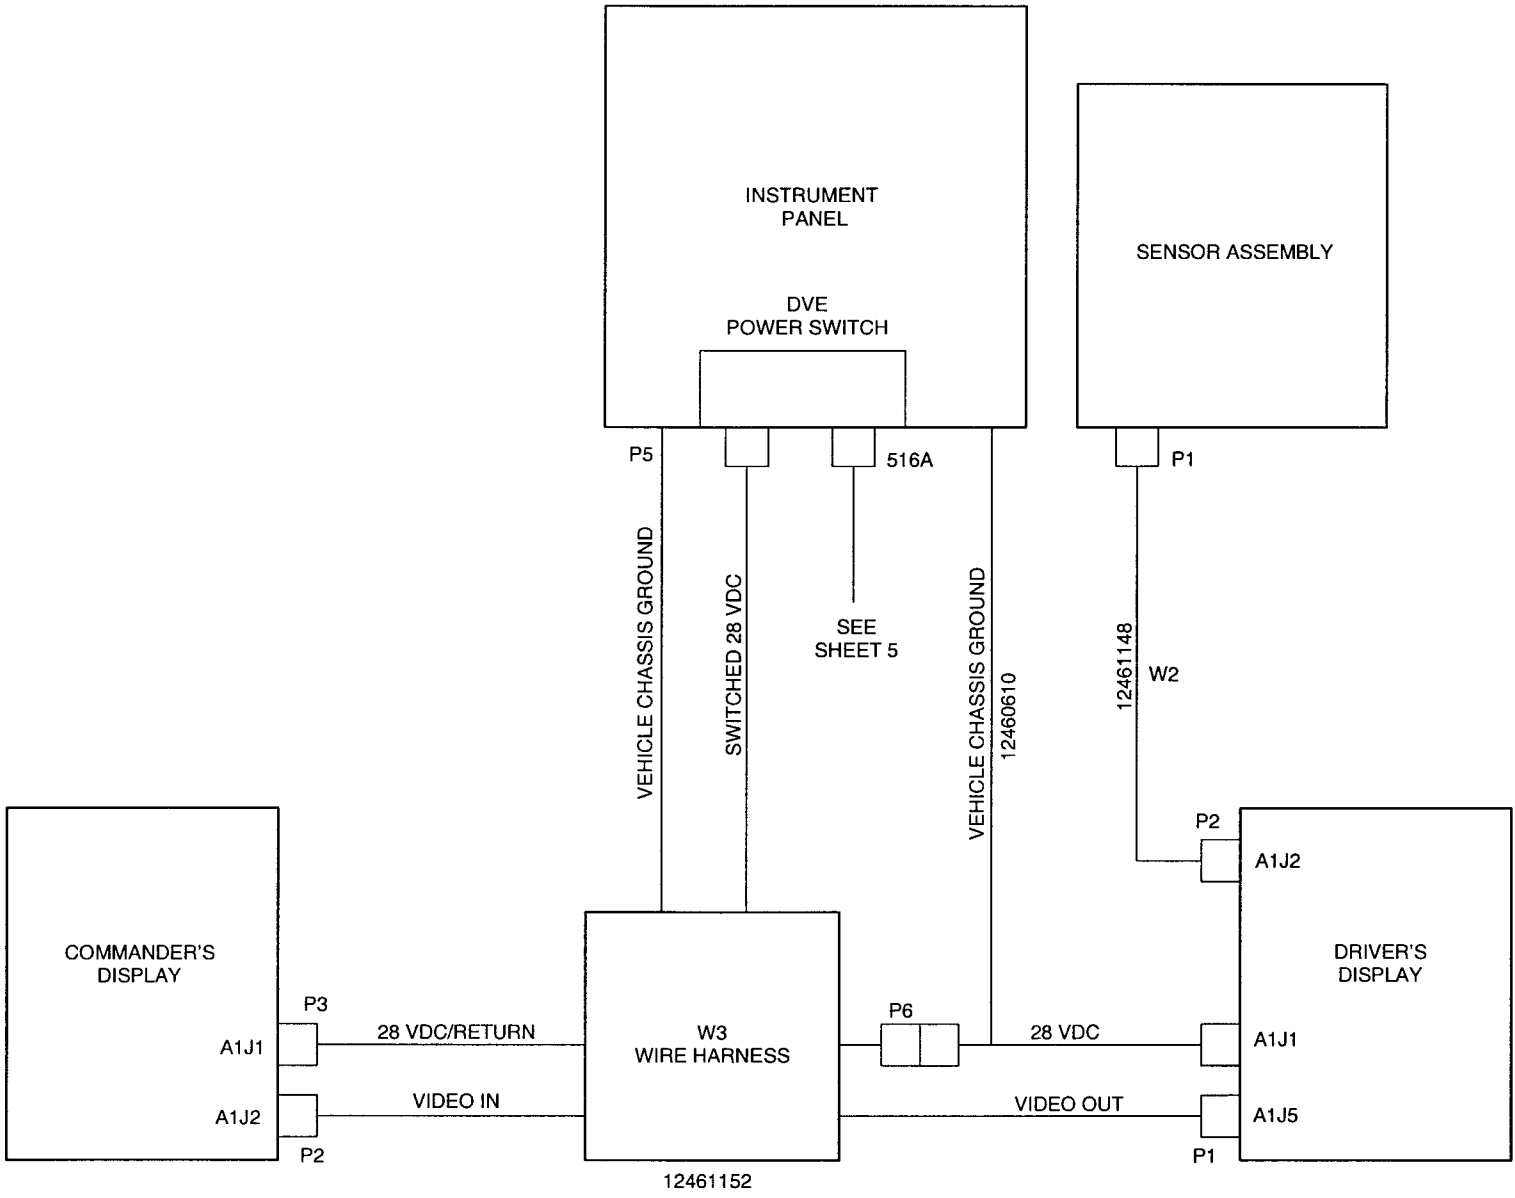 INSTRUMENT
PANEL
SENSOR ASSEMBLY
DVE
POWER SWITCH
P5
516A
P1
VEHICLE CHASSIS GROUND
SWITCHED 28 VDC
SEE
SHEET 5
VEHICLE CHASSIS GROUND
12460610
12461148
W2
P2
A1J2
COMMANDER'S
DISPLAY
DRIVER'S
DISPLAY
P3
A1J1
28 VDC/RETURN
W3
WIRE HARNESS
P6
28 VDC
A1J1
A1J2
VIDEO IN
VIDEO OUT
A1J5
P2
P1
12461152